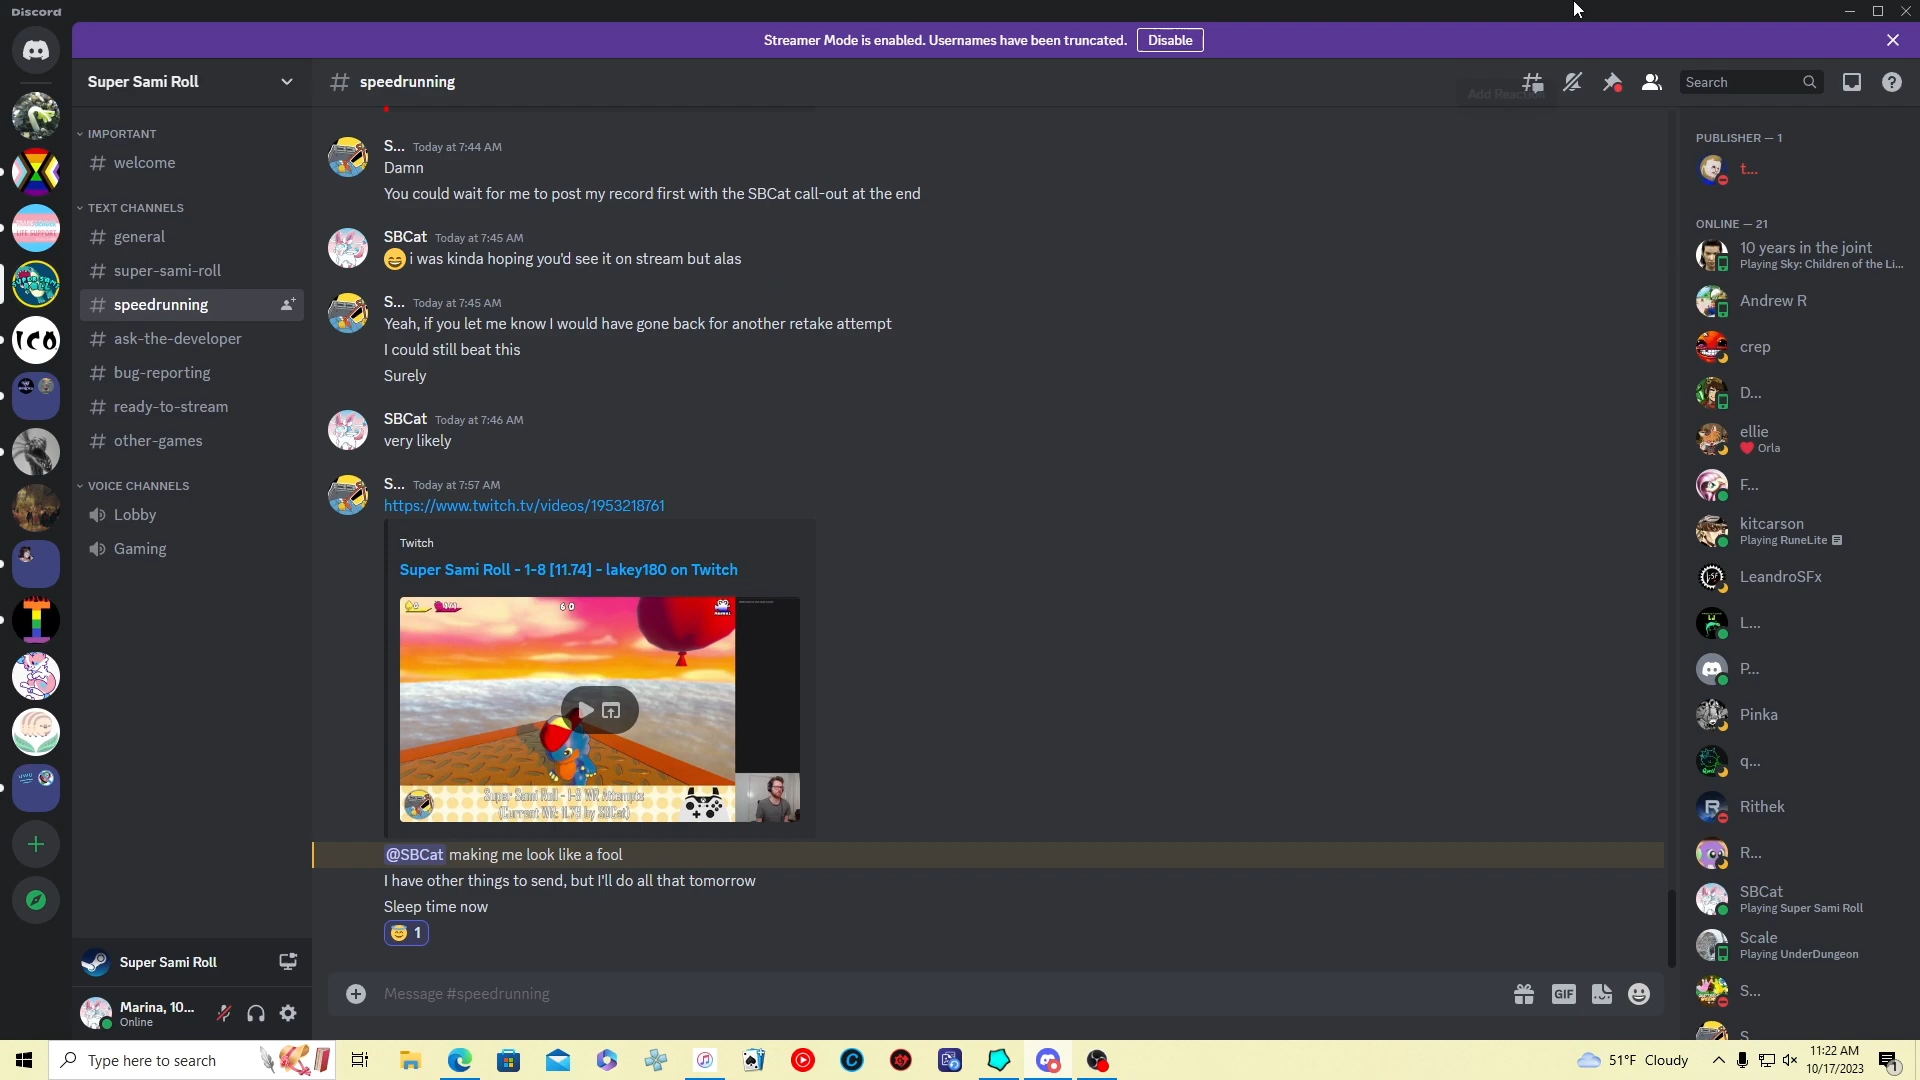 Discord
Streamer Mode is enabled. Usernames have been truncated.
Disable
Super Sami Roll
speedrunning
Add Reaction
Search
IMPORTANT
welcome
TEXT CHANNELS
general
super-sami-roll
speedrunning
ask-the-developer
bug-reporting
ready-to-stream
other-games
VOICE CHANNELS
Lobby
Gaming
Super Sami Roll
Marina, 10...
Online
S... Today at 7:44 AM
Damn
You could wait for me to post my record first with the SBCat call-out at the end
SBCat Today at 7:45 AM
i was kinda hoping you'd see it on stream but alas
S... Today at 7:45 AM
Yeah, if you let me know I would have gone back for another retake attempt
I could still beat this
Surely
SBCat Today at 7:46 AM
very likely
S... Today at 7:57 AM
https://www.twitch.tv/videos/1953218761
Twitch
Super Sami Roll - 1-8 [11.74] - lakey180 on Twitch
60
Super Sami Roll - 1-8 WR Attempts
(Current WR: 11.75 by SBCat)
@SBCat making me look like a fool
I have other things to send, but I'll do all that tomorrow
Sleep time now
1
Message #speedrunning
GIF
PUBLISHER — 1
t...
ONLINE — 21
10 years in the joint
Playing Sky: Children of the Li...
Andrew R
crep
D...
ellie
Orla
F...
kitcarson
Playing RuneLite
LeandroSFx
L...
P...
Pinka
q...
Rithek
R...
SBCat
Playing Super Sami Roll
Scale
Playing UnderDungeon
S...
S
ICO
LIFE SUPPORT
Type here to search
51°F Cloudy
11:22 AM
10/17/2023
1